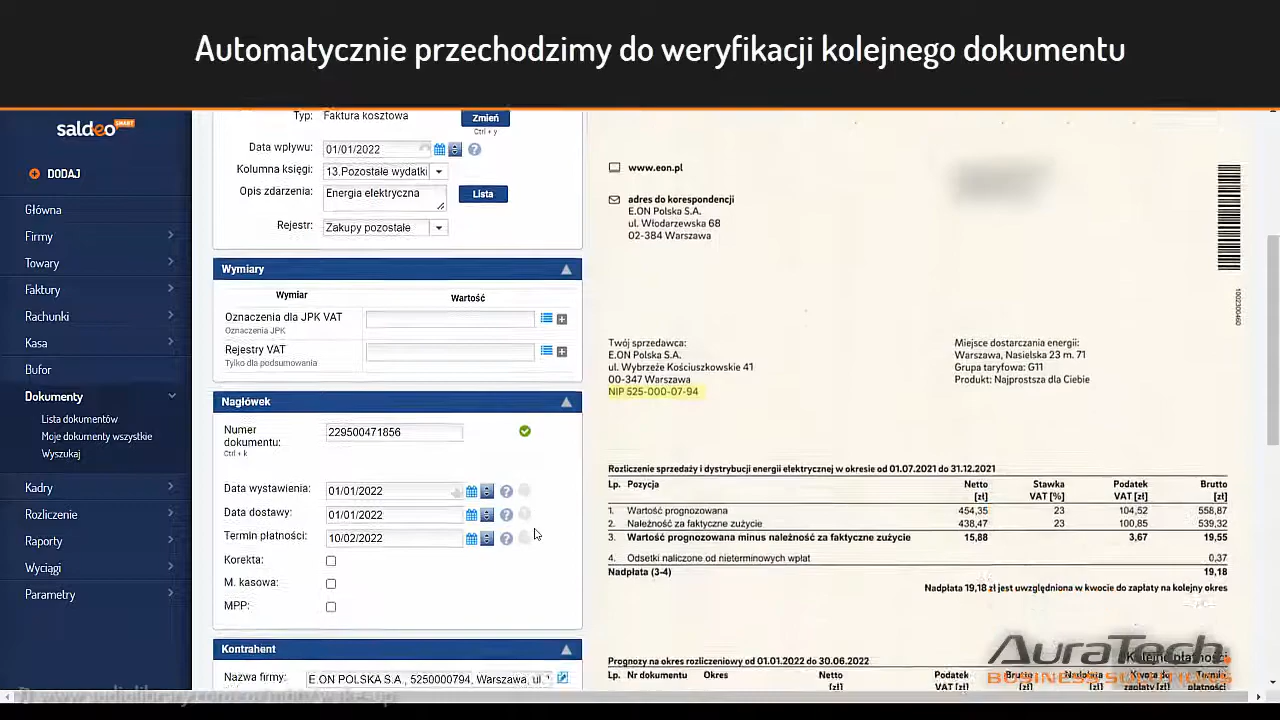 Automatycznie przechodzimy do weryfikacji kolejnego dokumentu
saldeo SMART
DODAJ
Główna
Firmy
Towary
Faktury
Rachunki
Kasa
Bufor
Dokumenty
Lista dokumentów
Moje dokumenty wszystkie
Wyszukaj
Kadry
Rozliczenie
Raporty
Wyciągi
Parametry
Typ: Faktura kosztowa Zmień
Ctrl + y
Data wpływu: 01/01/2022
Kolumna księgi: 13.Pozostałe wydatki
Opis zdarzenia: Energia elektryczna Lista
Rejestr: Zakupy pozostałe
Wymiary
Wymiar Wartość
Oznaczenia dla JPK VAT
Oznaczenia JPK
Rejestry VAT
Tylko dla podsumowania
Nagłówek
Numer dokumentu: 229500471856
Ctrl + k
Data wystawienia: 01/01/2022
Data dostawy: 01/01/2022
Termin płatności: 10/02/2022
Korekta:
M. kasowa:
MPP:
Kontrahent
Nazwa firmy: E.ON POLSKA S.A., 5250000794, Warszawa, ul.
www.eon.pl
adres do korespondencji
E.ON Polska S.A.
ul. Włodarzewska 68
02-384 Warszawa
1002300460
Twój sprzedawca:
E.ON Polska S.A.
ul. Wybrzeże Kościuszkowskie 41
00-347 Warszawa
NIP 525-000-07-94
Miejsce dostarczania energii:
Warszawa, Nasielska 23 m. 71
Grupa taryfowa: G11
Produkt: Najprostsza dla Ciebie
Rozliczenie sprzedaży i dystrybucji energii elektrycznej w okresie od 01.07.2021 do 31.12.2021
Lp. Pozycja Netto [zł] Stawka VAT [%] Podatek VAT [zł] Brutto [zł]
1. Wartość prognozowana 454,35 23 104,52 558,87
2. Należność za faktyczne zużycie 438,47 23 100,85 539,32
3. Wartość prognozowana minus należność za faktyczne zużycie 15,88 3,67 19,55
4. Odsetki naliczone od nieterminowych wpłat 0,37
Nadpłata (3-4) 19,18
Nadpłata 19,18 zł jest uwzględniona w kwocie do zapłaty na kolejny okres
Prognozy na okres rozliczeniowy od 01.01.2022 do 30.06.2022
Kolejne płatności
Lp. Nr dokumentu Okres Netto [zł] Podatek VAT [zł] Brutto Nadpłata Kwota do zapłaty [zł] Termin płatności
AuraTech
BUSINESS SOLUTIONS